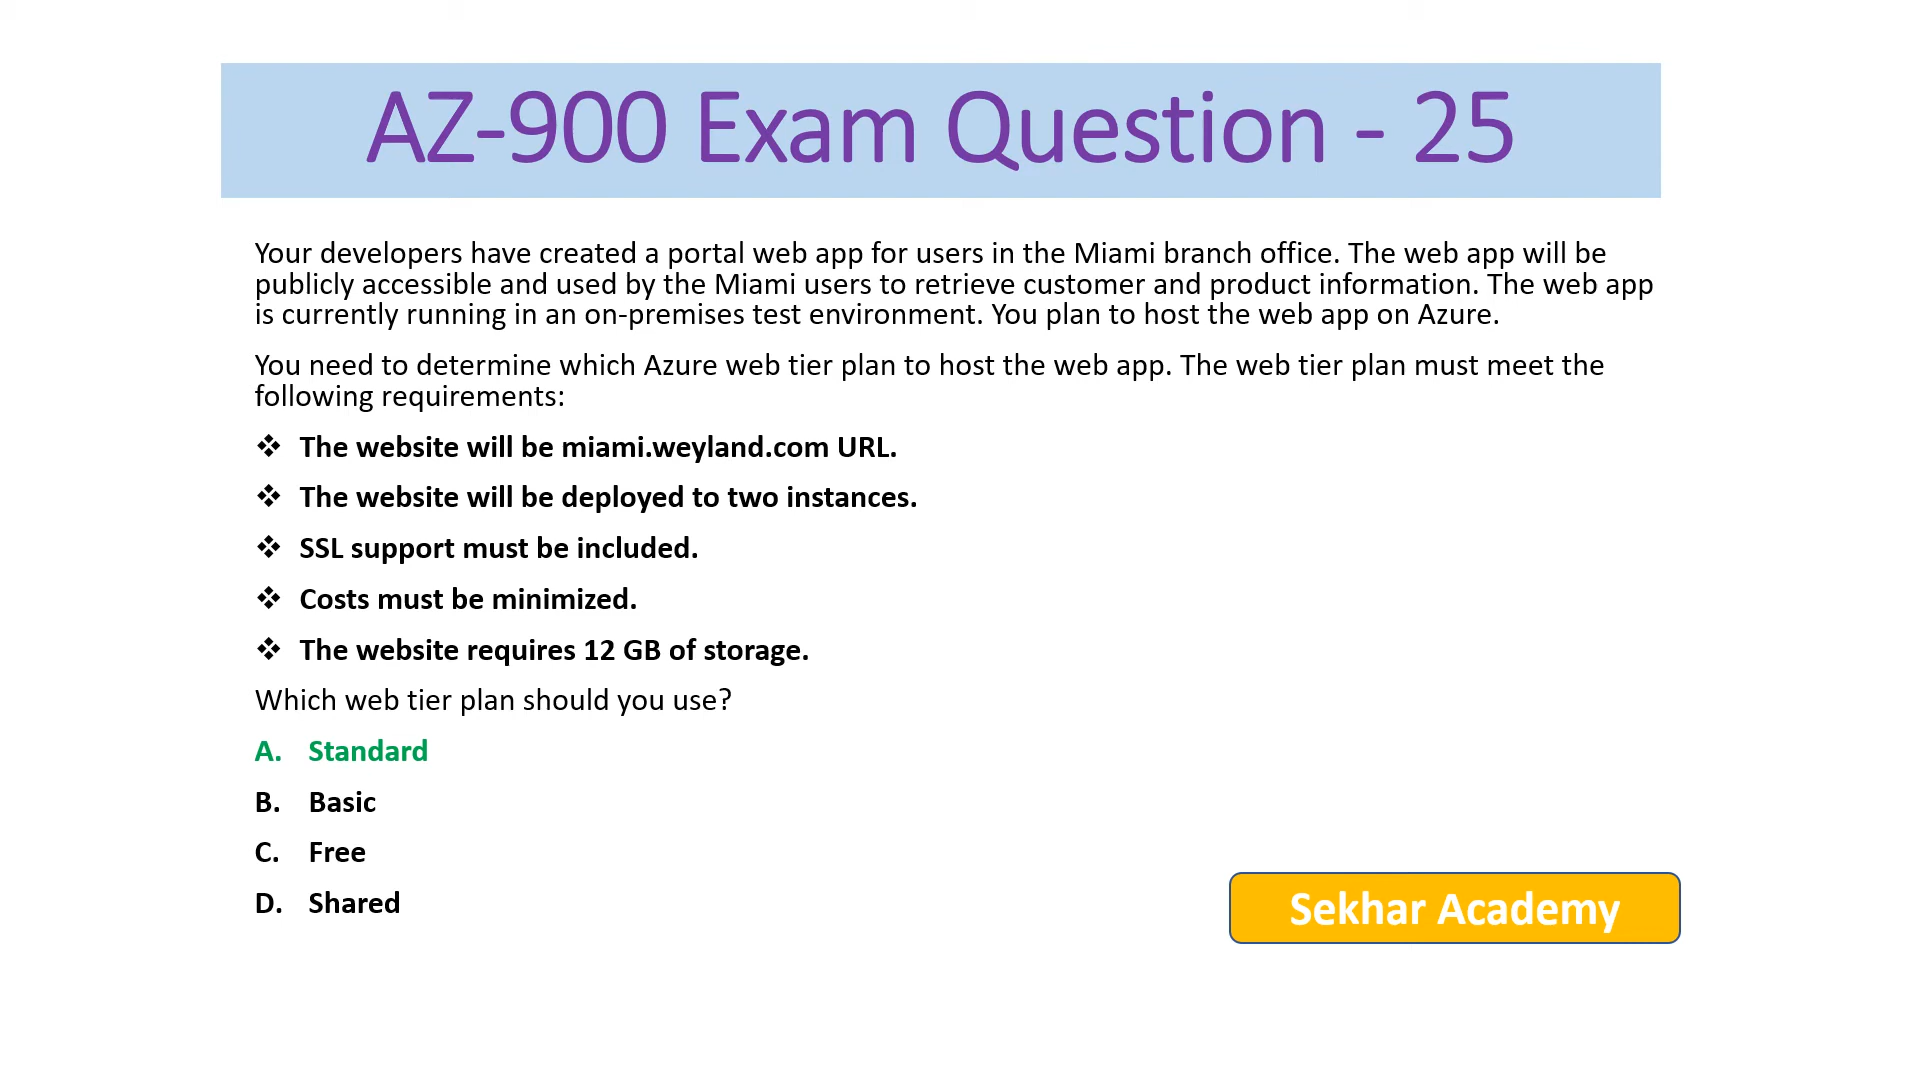 AZ-900 Exam Question - 25
Your developers have created a portal web app for users in the Miami branch office. The web app will be
publicly accessible and used by the Miami users to retrieve customer and product information. The web app
is currently running in an on-premises test environment. You plan to host the web app on Azure.
You need to determine which Azure web tier plan to host the web app. The web tier plan must meet the
following requirements:
❖ The website will be miami.weyland.com URL.
❖ The website will be deployed to two instances.
❖ SSL support must be included.
❖ Costs must be minimized.
❖ The website requires 12 GB of storage.
Which web tier plan should you use?
A. Standard
B. Basic
C. Free
D. Shared
Sekhar Academy